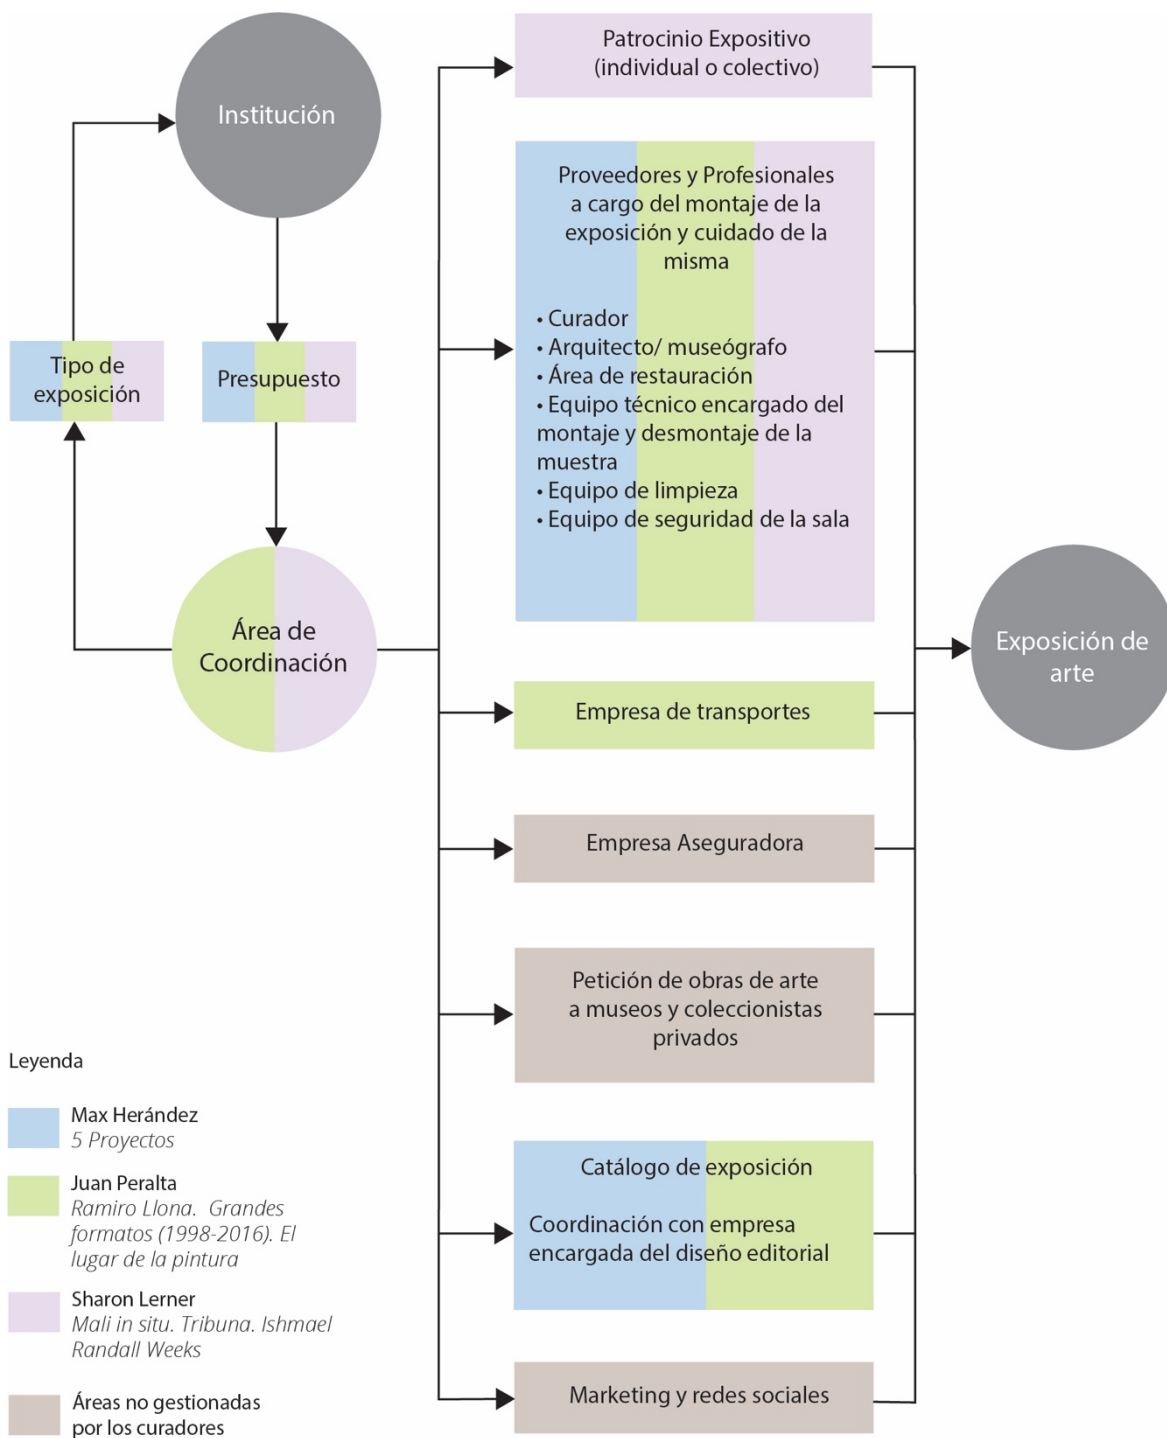 Institución
Tipo de
exposición
Presupuesto
Área de
Coordinación
Patrocinio Expositivo
(individual o colectivo)
Proveedores y Profesionales
a cargo del montaje de la
exposición y cuidado de la
misma
• Curador
• Arquitecto/ museógrafo
• Área de restauración
• Equipo técnico encargado del
montaje y desmontaje de la
muestra
• Equipo de limpieza
• Equipo de seguridad de la sala
Empresa de transportes
Empresa Aseguradora
Petición de obras de arte
a museos y coleccionistas
privados
Catálogo de exposición
Coordinación con empresa
encargada del diseño editorial
Marketing y redes sociales
Exposición de
arte
Leyenda
Max Herández
5 Proyectos
Juan Peralta
Ramiro Llona. Grandes
formatos (1998-2016). El
lugar de la pintura
Sharon Lerner
Mali in situ. Tribuna. Ishmael
Randall Weeks
Áreas no gestionadas
por los curadores